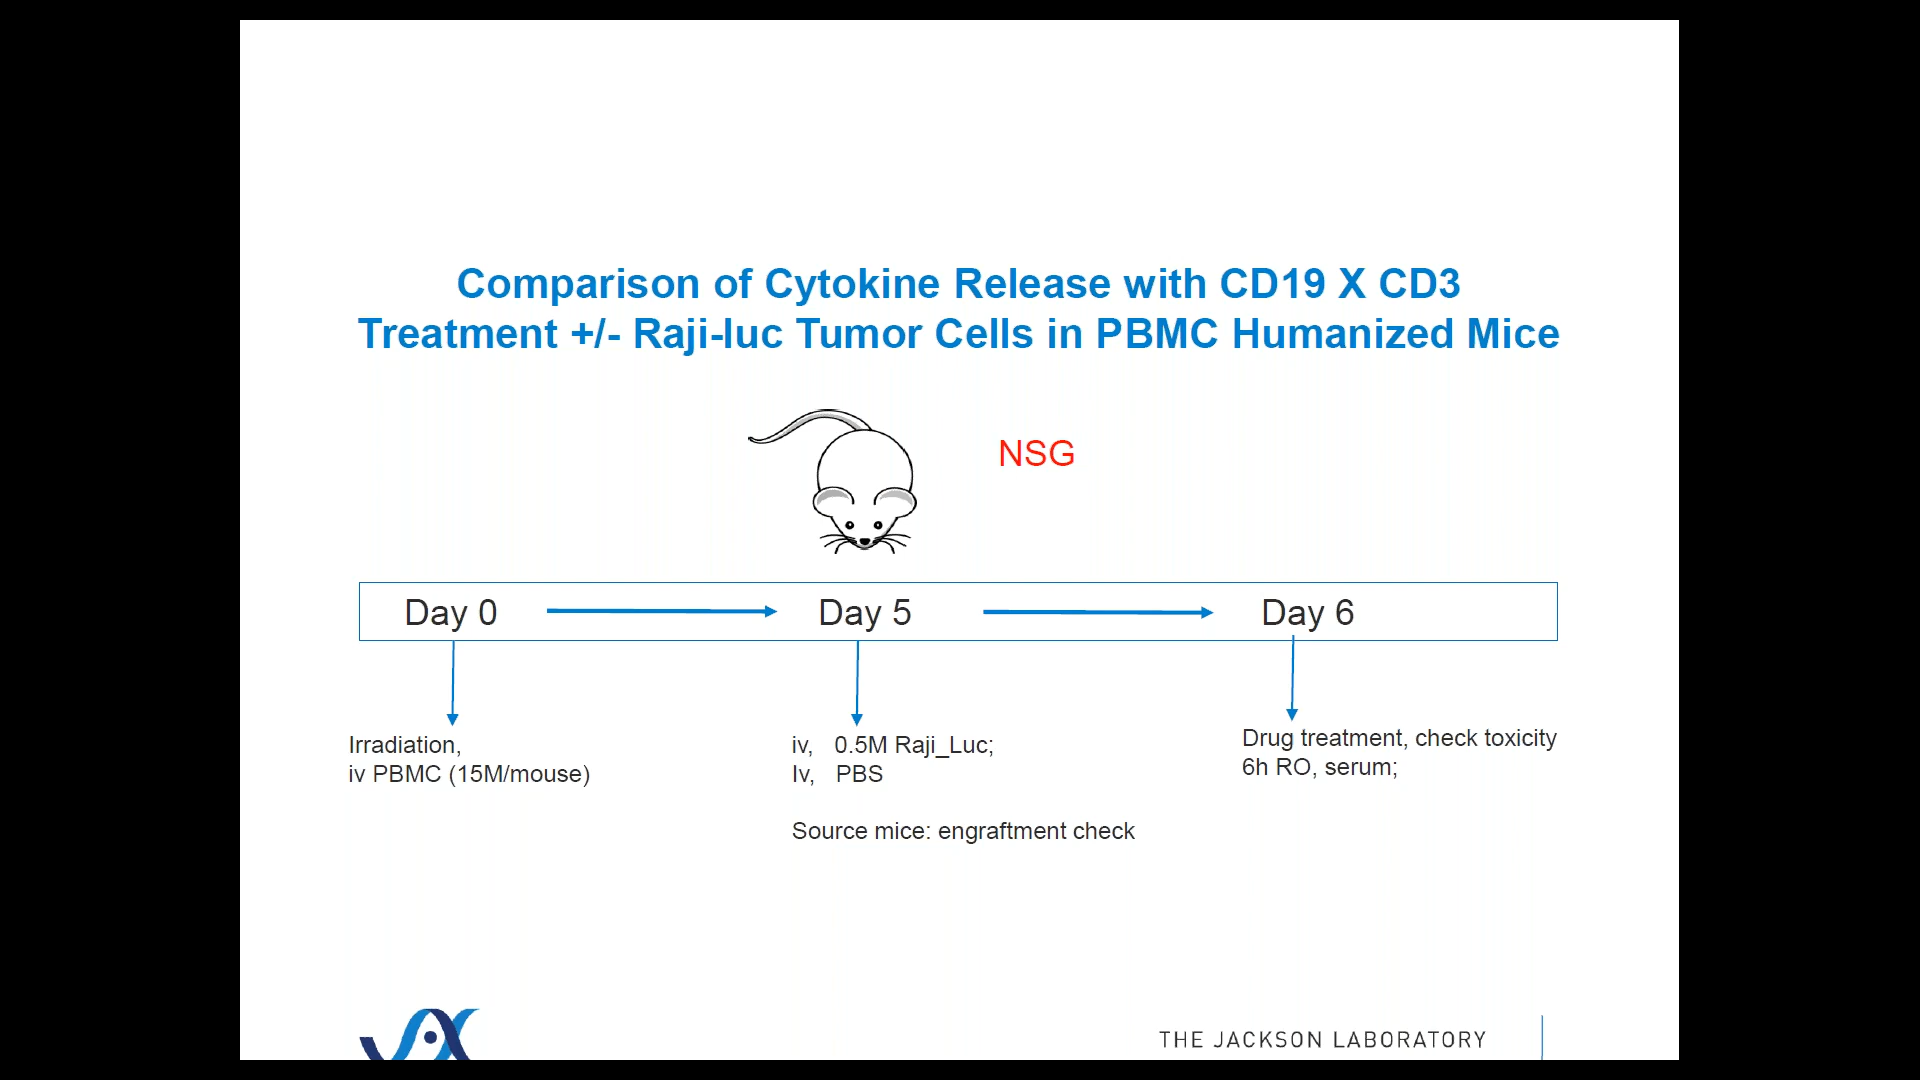 Comparison of Cytokine Release with CD19 X CD3
Treatment +/- Raji-luc Tumor Cells in PBMC Humanized Mice
NSG
Day 0
Day 5
Day 6
Irradiation,
iv PBMC (15M/mouse)
iv, 0.5M Raji_Luc;
Iv, PBS
Source mice: engraftment check
Drug treatment, check toxicity
6h RO, serum;
THE JACKSON LABORATORY